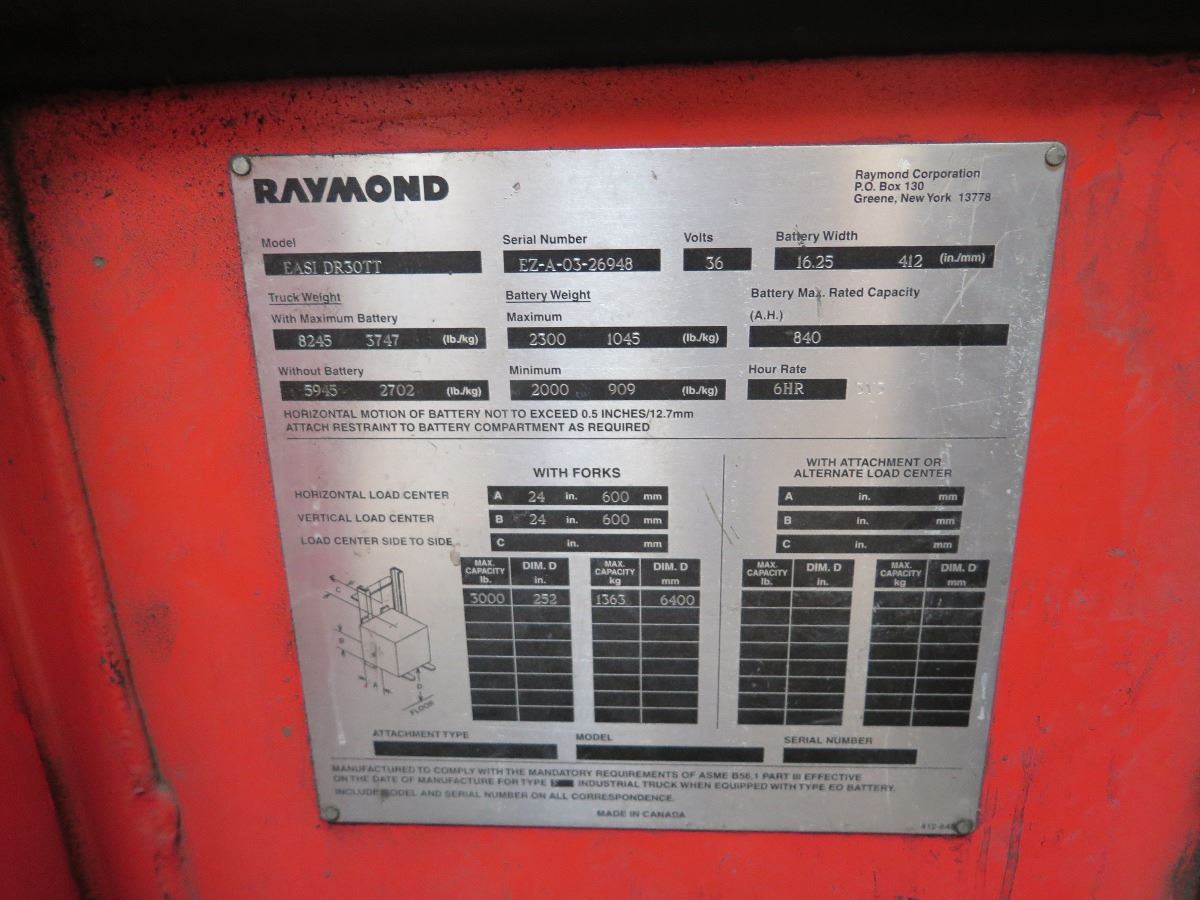 RAYMOND
Raymond Corporation
P.O. Box 130
Greene, New York 13778
Model
EASI DR30TT
Serial Number
EZ-A-03-26948
Volts
36
Battery Width
16.25 412 (in./mm)
Truck Weight
With Maximum Battery
8245 3747 (lb./kg)
Battery Weight
Maximum
2300 1045 (lb./kg)
Battery Max. Rated Capacity
(A.H.)
840
Without Battery
5945 2702 (lb./kg)
Minimum
2000 909 (lb./kg)
Hour Rate
6HR
HORIZONTAL MOTION OF BATTERY NOT TO EXCEED 0.5 INCHES/12.7mm
ATTACH RESTRAINT TO BATTERY COMPARTMENT AS REQUIRED
WITH FORKS
WITH ATTACHMENT OR
ALTERNATE LOAD CENTER
HORIZONTAL LOAD CENTER A 24 in. 600 mm A in. mm
VERTICAL LOAD CENTER B 24 in. 600 mm B in. mm
LOAD CENTER SIDE TO SIDE C in. mm C in. mm
MAX. CAPACITY lb. DIM. D in. MAX. CAPACITY kg DIM. D mm MAX. CAPACITY lb. DIM. D in. MAX. CAPACITY kg DIM. D mm
3000 252 1363 6400
C
B
A
D
FLOOR
ATTACHMENT TYPE MODEL SERIAL NUMBER
MANUFACTURED TO COMPLY WITH THE MANDATORY REQUIREMENTS OF ASME B56.1 PART III EFFECTIVE
ON THE DATE OF MANUFACTURE FOR TYPE INDUSTRIAL TRUCK WHEN EQUIPPED WITH TYPE EO BATTERY.
INCLUDE MODEL AND SERIAL NUMBER ON ALL CORRESPONDENCE.
MADE IN CANADA